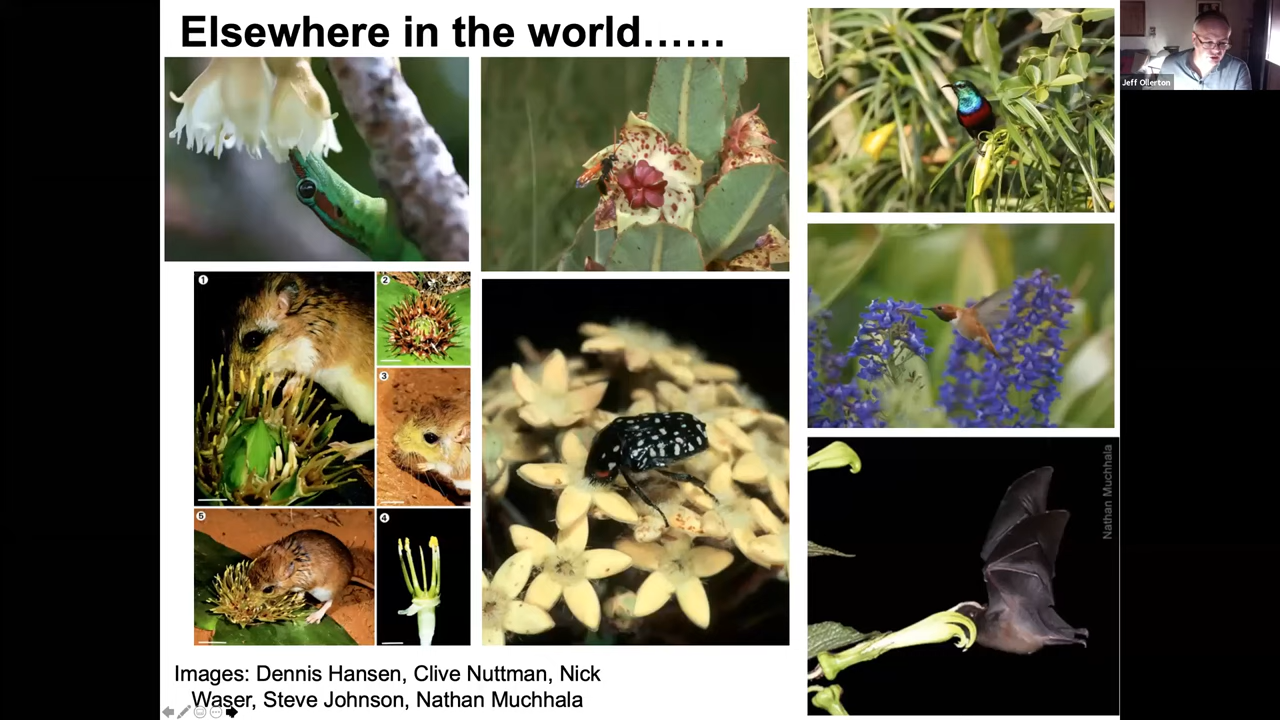 Elsewhere in the world......
Jeff Ollerton
1
2
3
5
4
Nathan Muchhala
Images: Dennis Hansen, Clive Nuttman, Nick
Waser, Steve Johnson, Nathan Muchhala